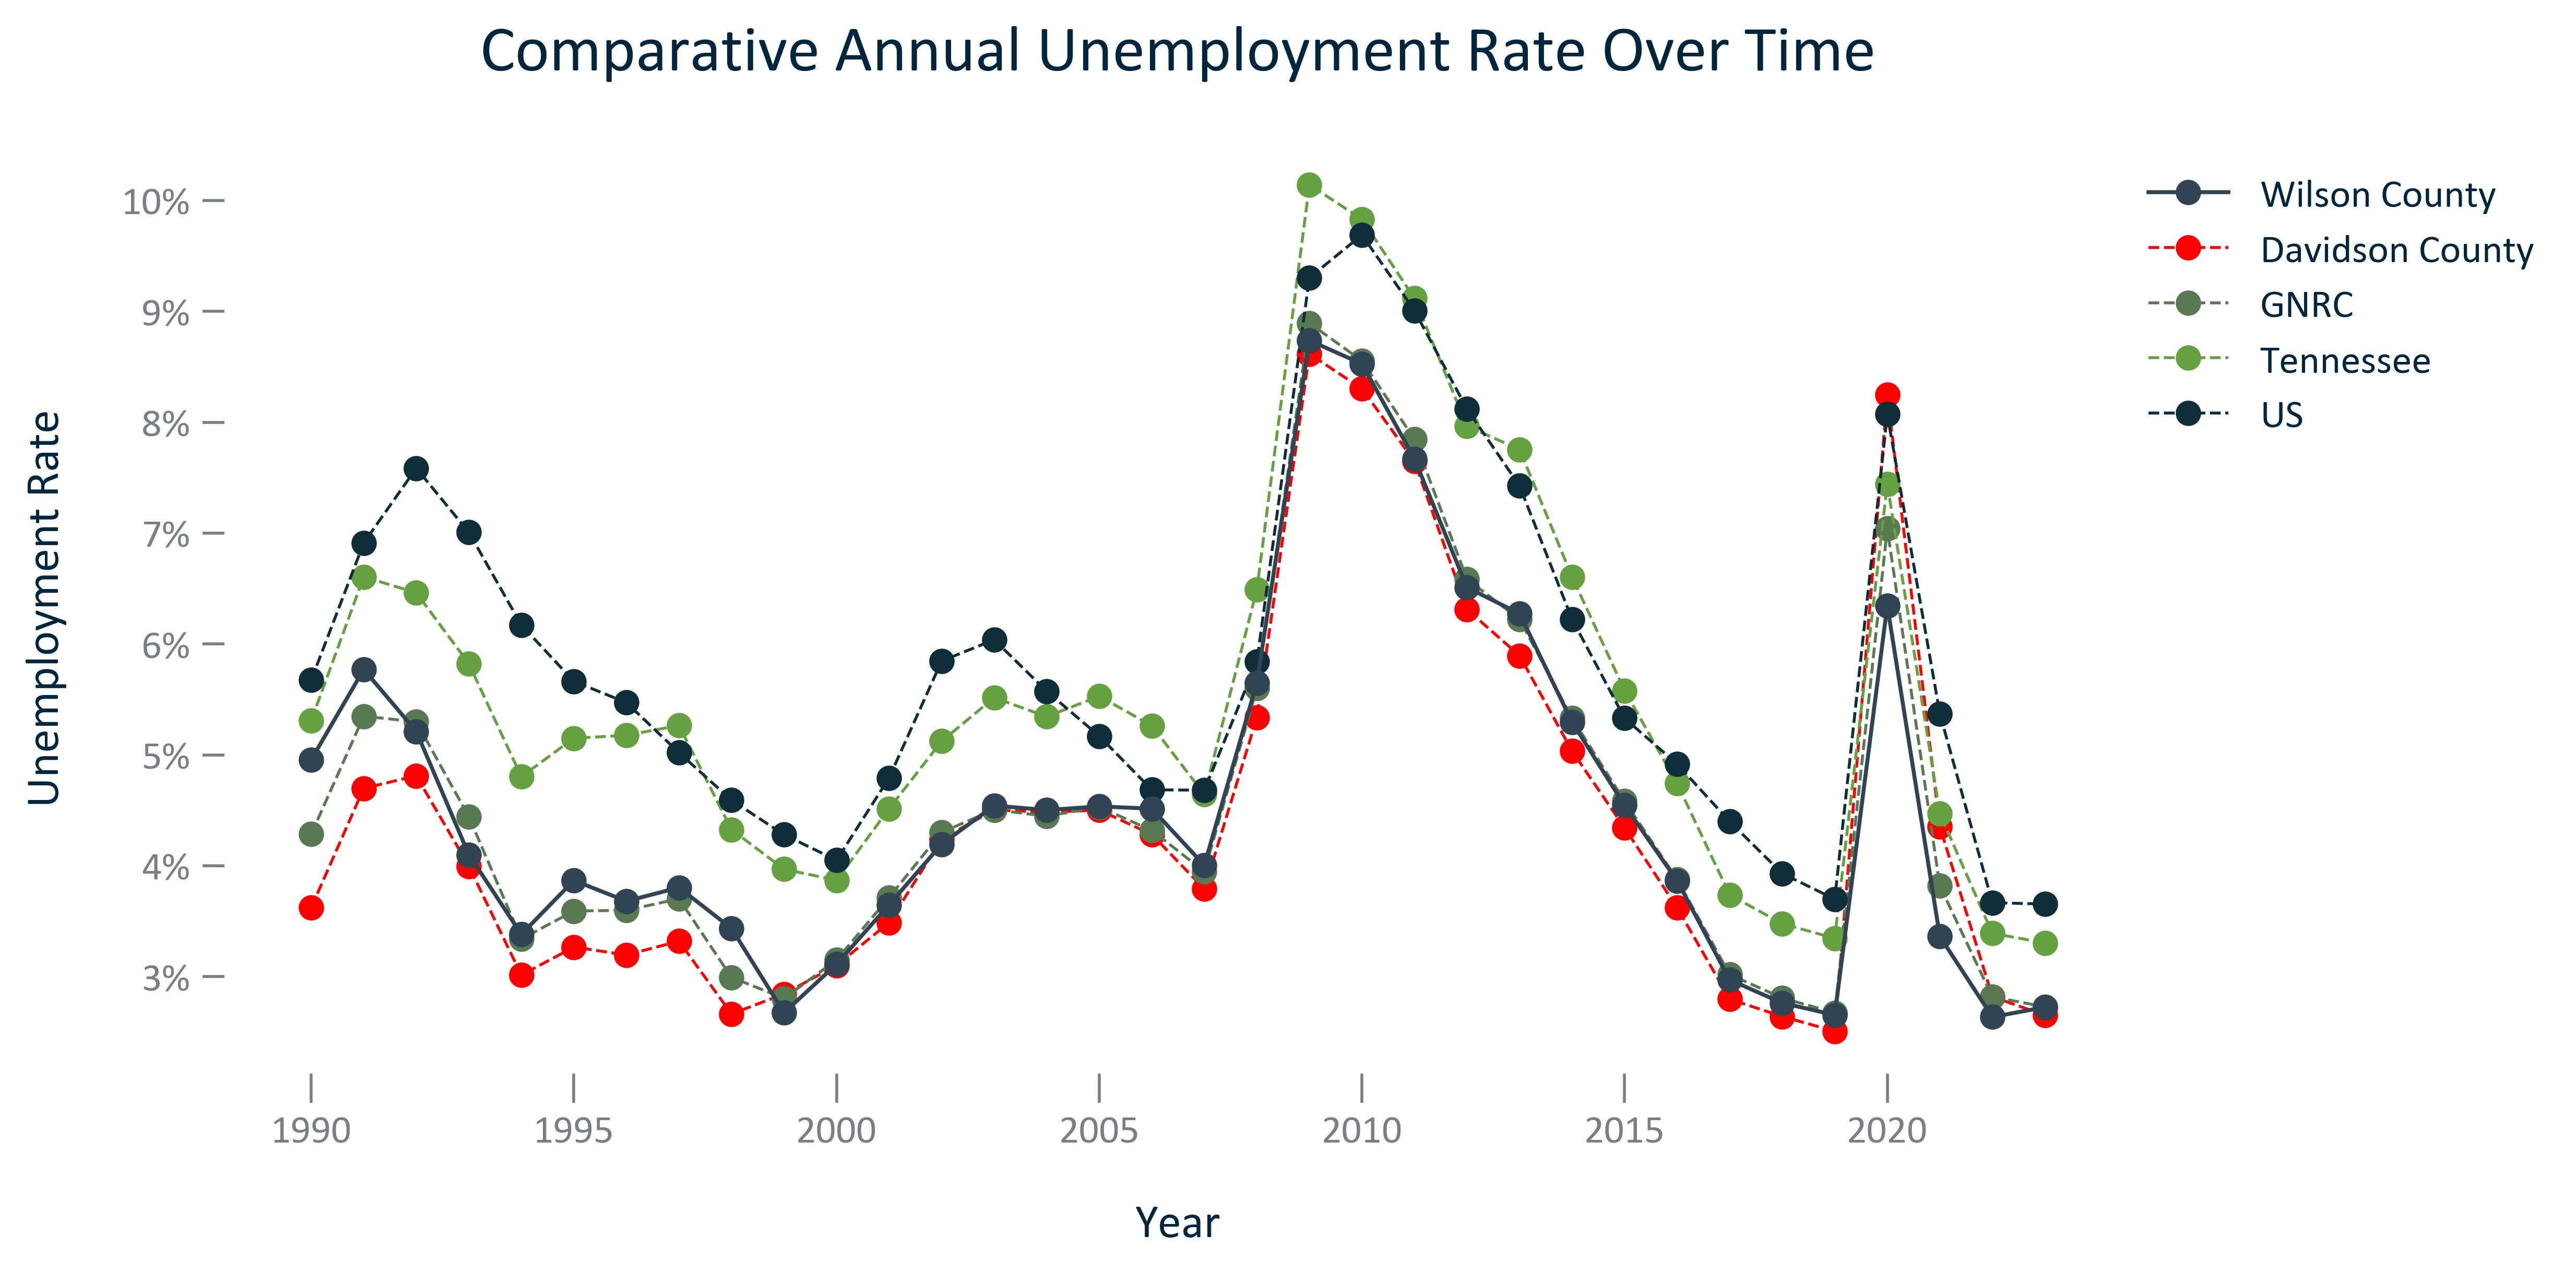 Comparative Annual Unemployment Rate Over Time
Unemployment Rate
10%
9%
8%
7%
6%
5%
4%
3%
1990
1995
2000
2005
2010
2015
2020
Year
Wilson County
Davidson County
GNRC
Tennessee
US